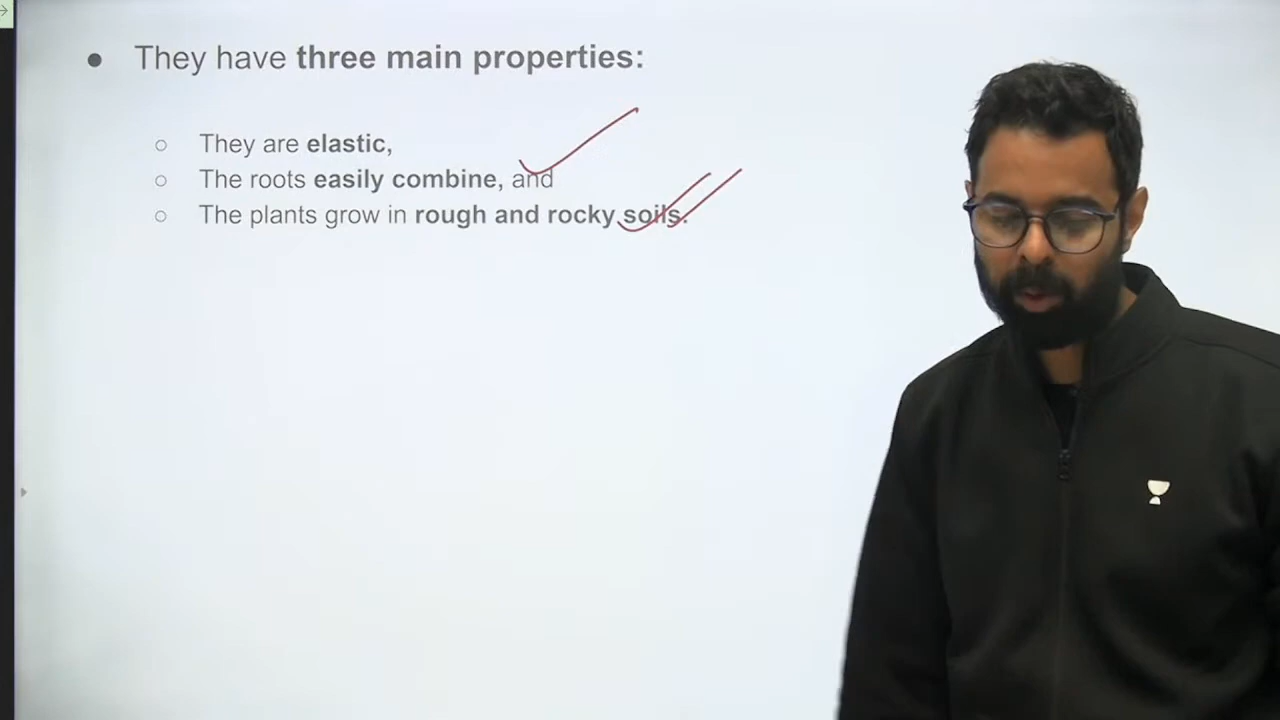 They have three main properties:
They are elastic,
The roots easily combine, and
The plants grow in rough and rocky soils.